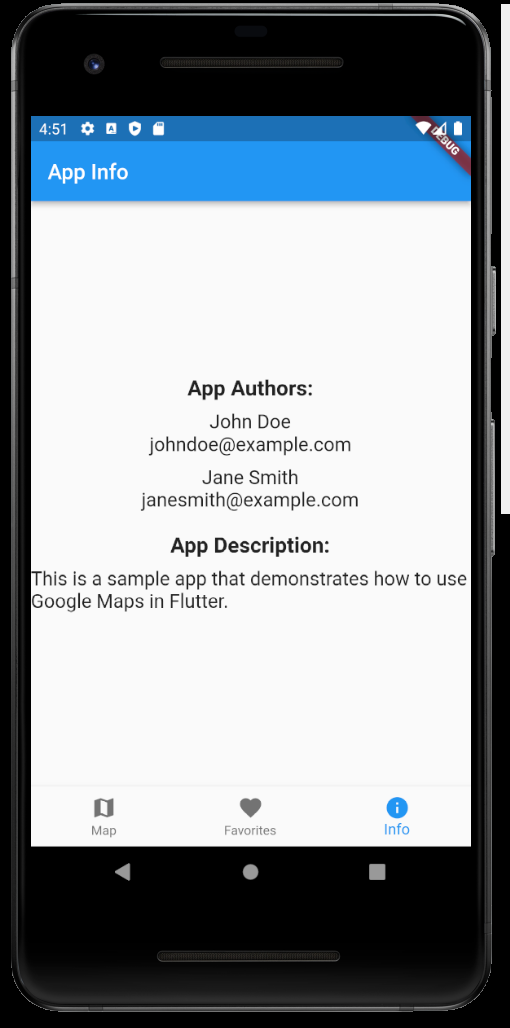 4:51
DEBUG
App Info
App Authors:
John Doe
johndoe@example.com
Jane Smith
janesmith@example.com
App Description:
This is a sample app that demonstrates how to use
Google Maps in Flutter.
Map
Favorites
Info